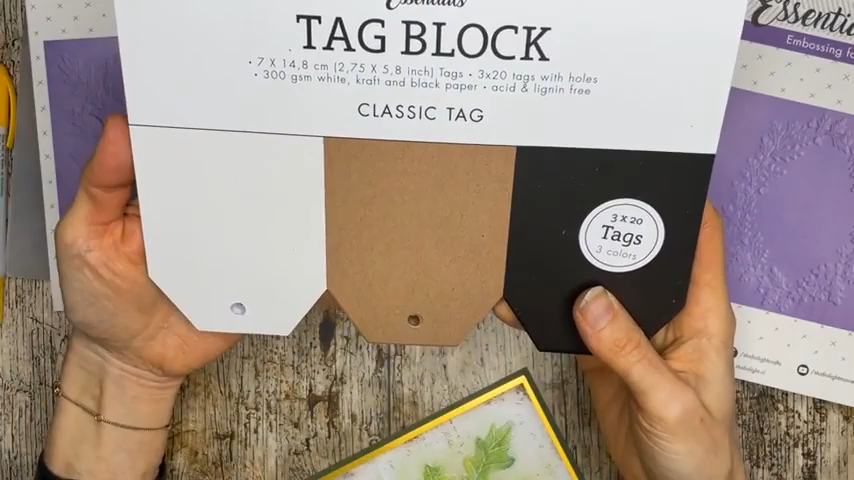 Essentials
TAG BLOCK
• 7 X 14,8 cm (2,75 X 5,8 inch) Tags • 3x20 tags with holes
• 300 gsm white, kraft and black paper • acid & lignin free
CLASSIC TAG
3 x 20
Tags
3 colors
Essentials
Embossing fo